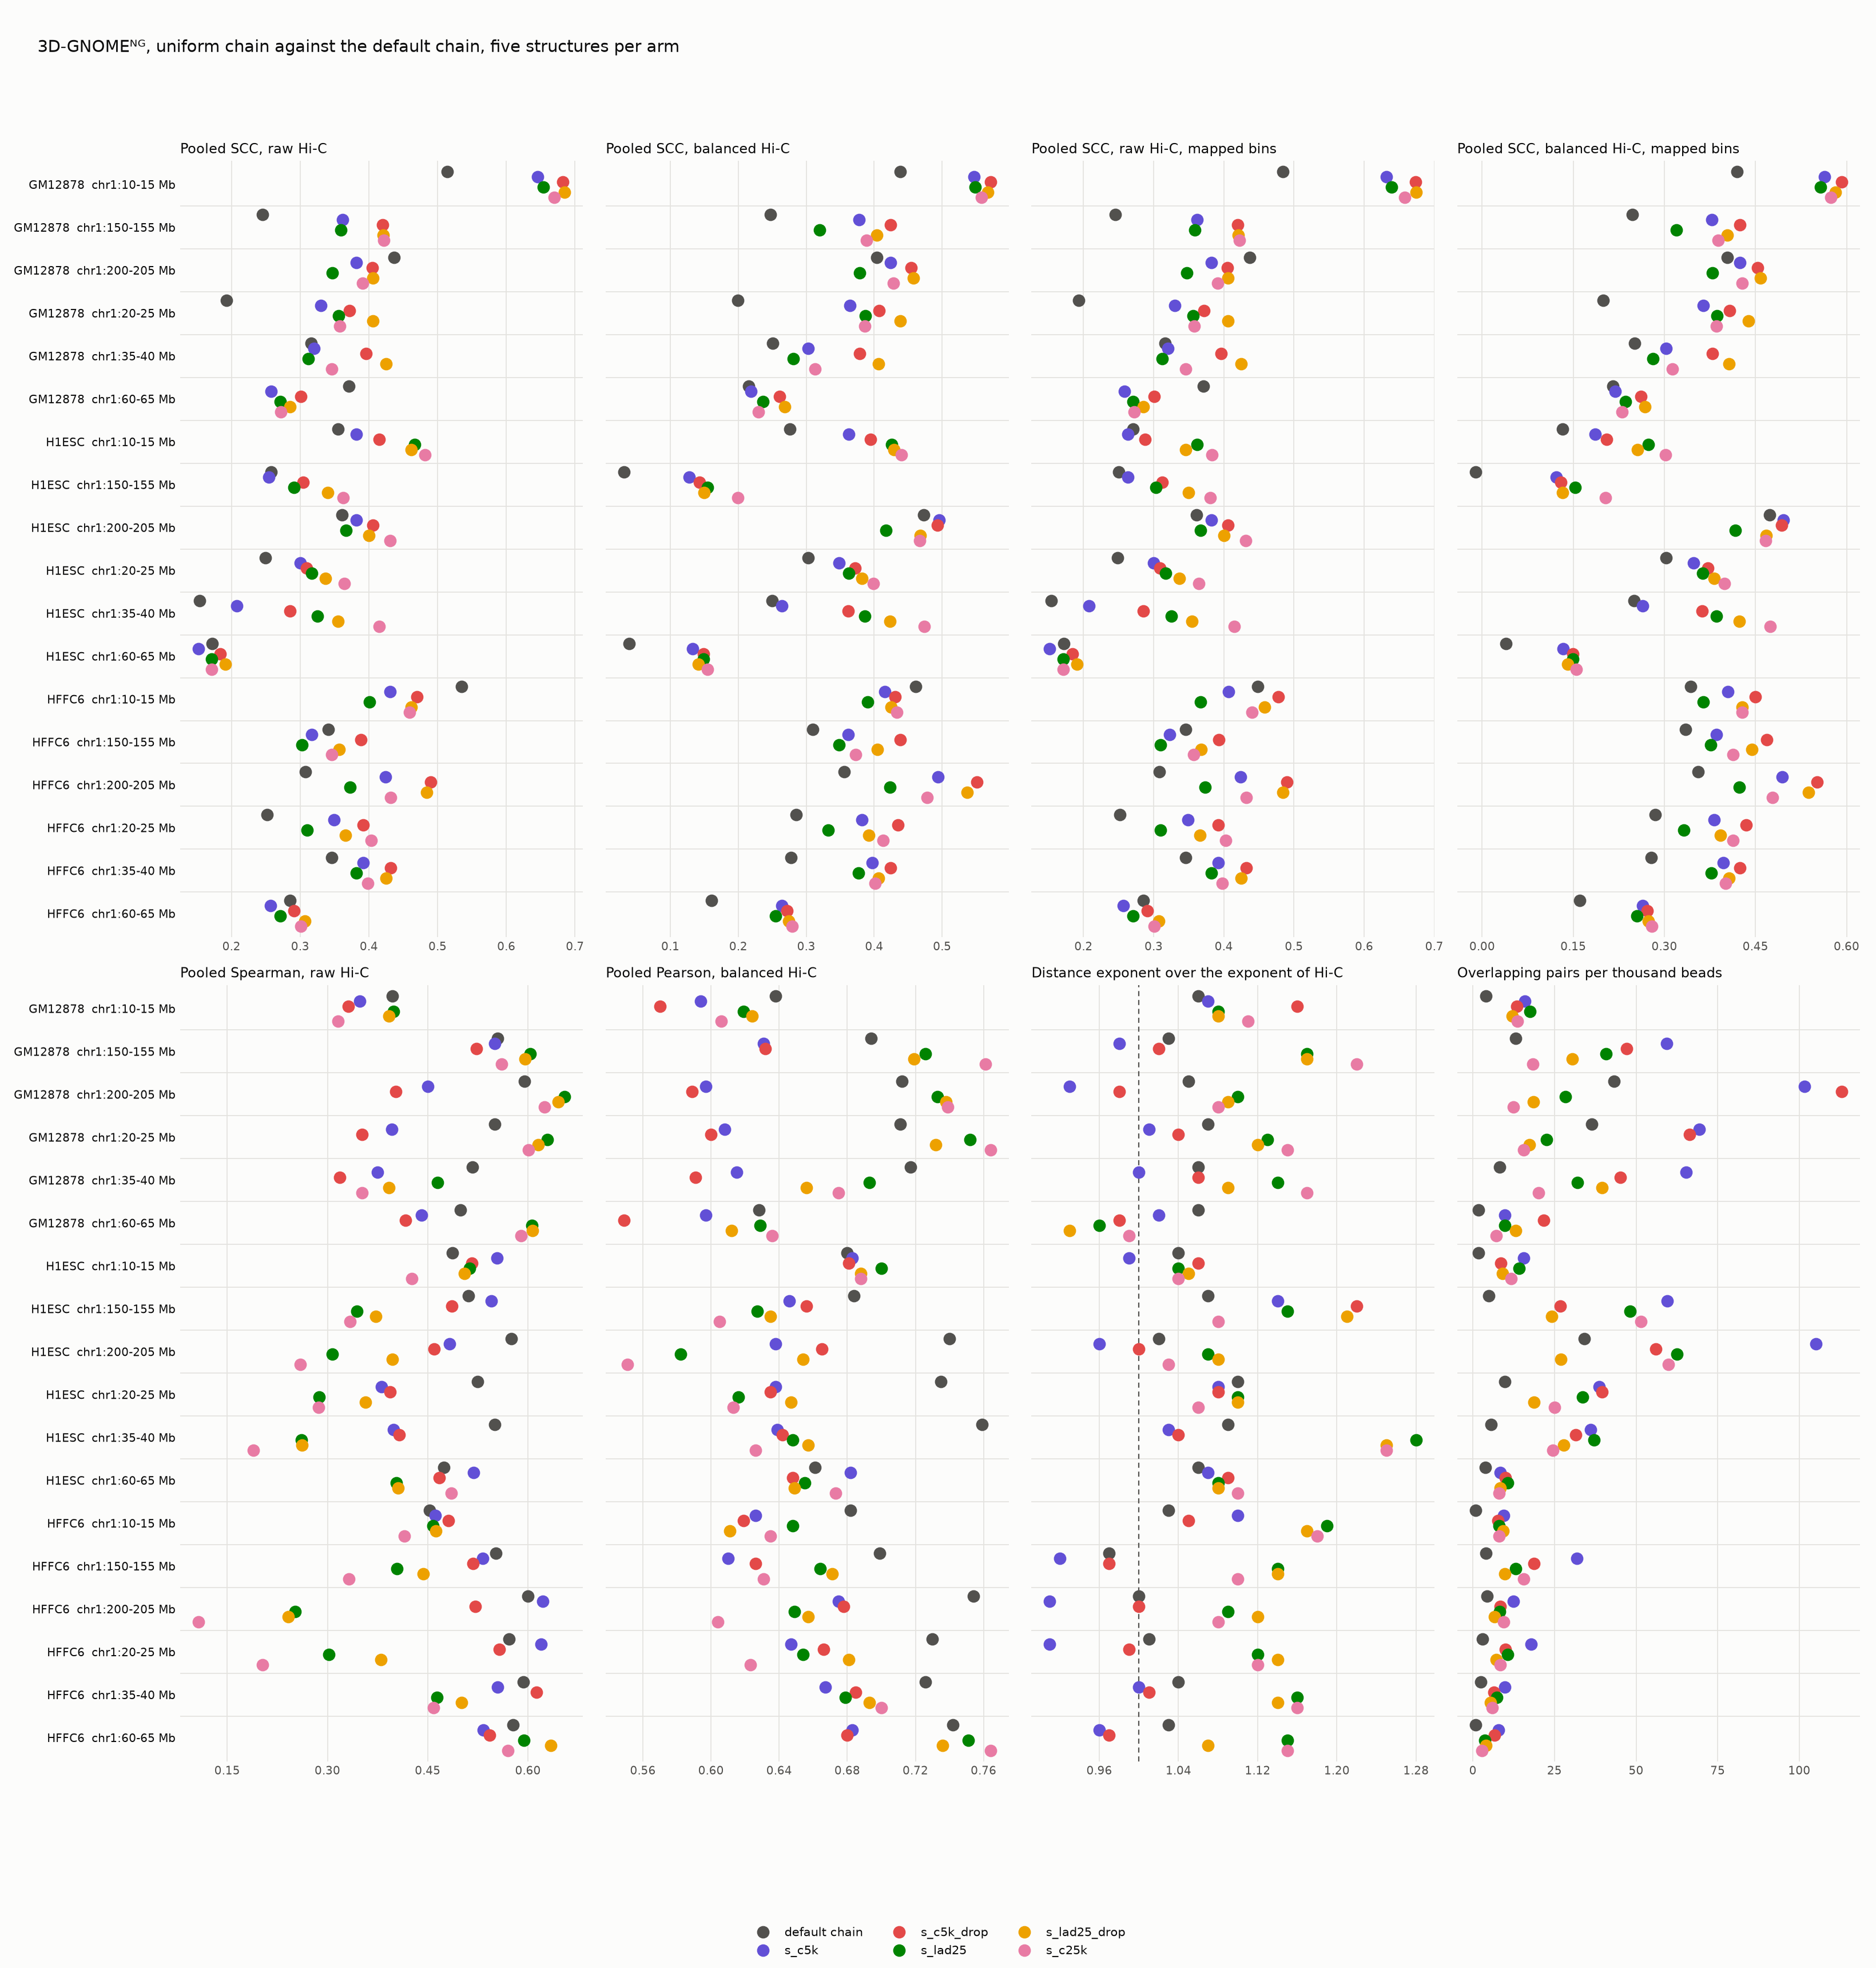 3D-GNOMEᴺᴳ, uniform chain against the default chain, five structures per arm
Pooled SCC, raw Hi-C
Pooled SCC, balanced Hi-C
Pooled SCC, raw Hi-C, mapped bins
Pooled SCC, balanced Hi-C, mapped bins
GM12878 chr1:10-15 Mb
GM12878 chr1:150-155 Mb
GM12878 chr1:200-205 Mb
GM12878 chr1:20-25 Mb
GM12878 chr1:35-40 Mb
GM12878 chr1:60-65 Mb
H1ESC chr1:10-15 Mb
H1ESC chr1:150-155 Mb
H1ESC chr1:200-205 Mb
H1ESC chr1:20-25 Mb
H1ESC chr1:35-40 Mb
H1ESC chr1:60-65 Mb
HFFC6 chr1:10-15 Mb
HFFC6 chr1:150-155 Mb
HFFC6 chr1:200-205 Mb
HFFC6 chr1:20-25 Mb
HFFC6 chr1:35-40 Mb
HFFC6 chr1:60-65 Mb
0.2 0.3 0.4 0.5 0.6 0.7
0.1 0.2 0.3 0.4 0.5
0.2 0.3 0.4 0.5 0.6 0.7
0.00 0.15 0.30 0.45 0.60
Pooled Spearman, raw Hi-C
Pooled Pearson, balanced Hi-C
Distance exponent over the exponent of Hi-C
Overlapping pairs per thousand beads
GM12878 chr1:10-15 Mb
GM12878 chr1:150-155 Mb
GM12878 chr1:200-205 Mb
GM12878 chr1:20-25 Mb
GM12878 chr1:35-40 Mb
GM12878 chr1:60-65 Mb
H1ESC chr1:10-15 Mb
H1ESC chr1:150-155 Mb
H1ESC chr1:200-205 Mb
H1ESC chr1:20-25 Mb
H1ESC chr1:35-40 Mb
H1ESC chr1:60-65 Mb
HFFC6 chr1:10-15 Mb
HFFC6 chr1:150-155 Mb
HFFC6 chr1:200-205 Mb
HFFC6 chr1:20-25 Mb
HFFC6 chr1:35-40 Mb
HFFC6 chr1:60-65 Mb
0.15 0.30 0.45 0.60
0.56 0.60 0.64 0.68 0.72 0.76
0.96 1.04 1.12 1.20 1.28
0 25 50 75 100
default chain s_c5k_drop s_lad25_drop
s_c5k s_lad25 s_c25k